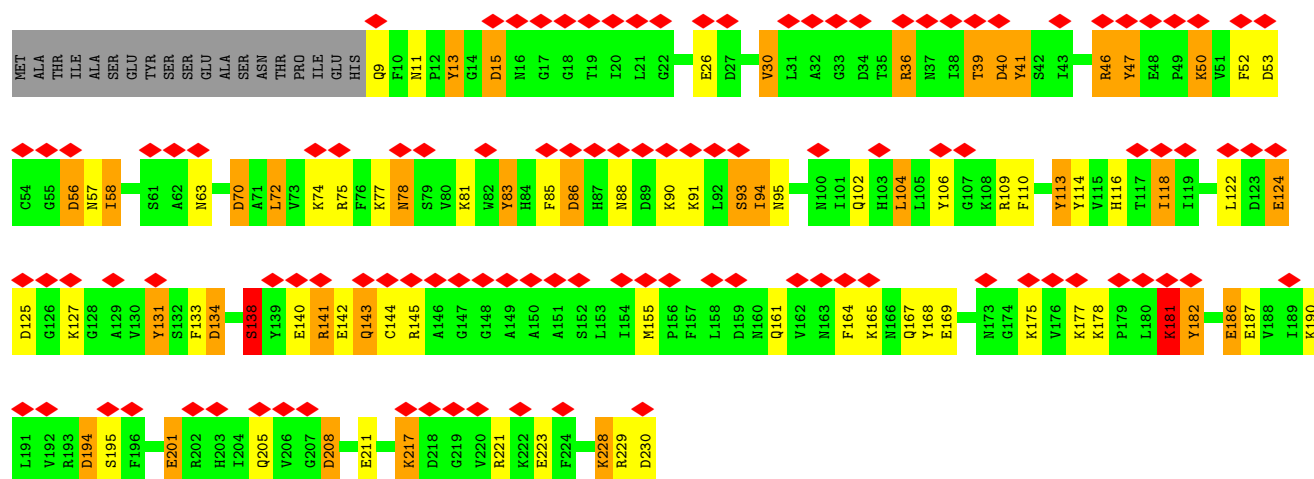 MET ALA THR ILE ALA SER GLU TYR SER SER GLU ALA SER ASN THR PRO ILE GLU HIS Q9 F10 N11 P12 Y13 G14 D15 N16 G17 G18 T19 I20 L21 G22 E26 D27 V30 L31 A32 G33 D34 T35 R36 N37 I38 T39 D40 Y41 S42 I43 R46 Y47 E48 P49 K50 V51 F52 D53
C54 G55 D56 N57 I58 S61 A62 N63 D70 A71 L72 V73 K74 R75 F76 K77 N78 S79 V80 K81 W82 Y83 H84 F85 D86 H87 N88 D89 K90 K91 L92 S93 I94 N95 N100 I101 Q102 H103 L104 L105 Y106 G107 K108 R109 F110 Y113 Y114 V115 H116 T117 I118 I119 L122 D123 E124
D125 G126 K127 G128 A129 V130 Y131 S132 F133 D134 S138 Y139 E140 R141 E142 Q143 C144 R145 A146 G147 G148 A149 A150 A151 S152 L153 I154 M155 P156 F157 L158 D159 N160 Q161 V162 N163 F164 K165 N166 Q167 Y168 E169 N173 G174 K175 V176 K177 K178 P179 L180 K181 Y182 E186 E187 V188 I189 K190
L191 V192 R193 D194 S195 F196 E201 R202 H203 I204 Q205 V206 G207 D208 E211 K217 D218 G219 V220 R221 K222 E223 F224 K228 R229 D230